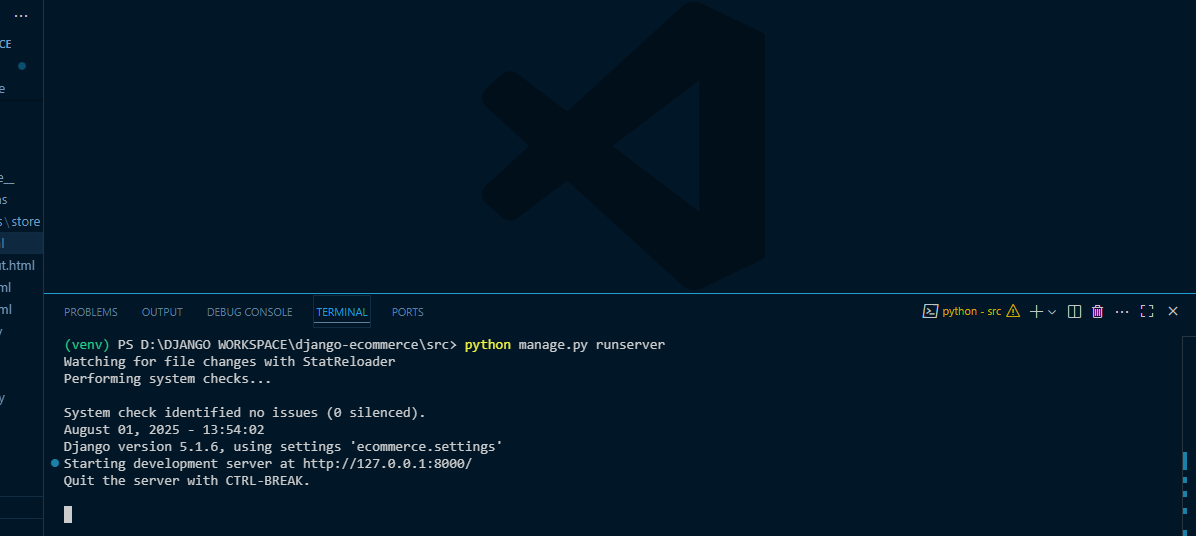 ...
CE
e
e__
ns
s\store
l
ut.html
ml
ml
y
y
PROBLEMS OUTPUT DEBUG CONSOLE TERMINAL PORTS
python - src
(venv) PS D:\DJANGO WORKSPACE\django-ecommerce\src> python manage.py runserver
Watching for file changes with StatReloader
Performing system checks...
System check identified no issues (0 silenced).
August 01, 2025 - 13:54:02
Django version 5.1.6, using settings 'ecommerce.settings'
Starting development server at http://127.0.0.1:8000/
Quit the server with CTRL-BREAK.